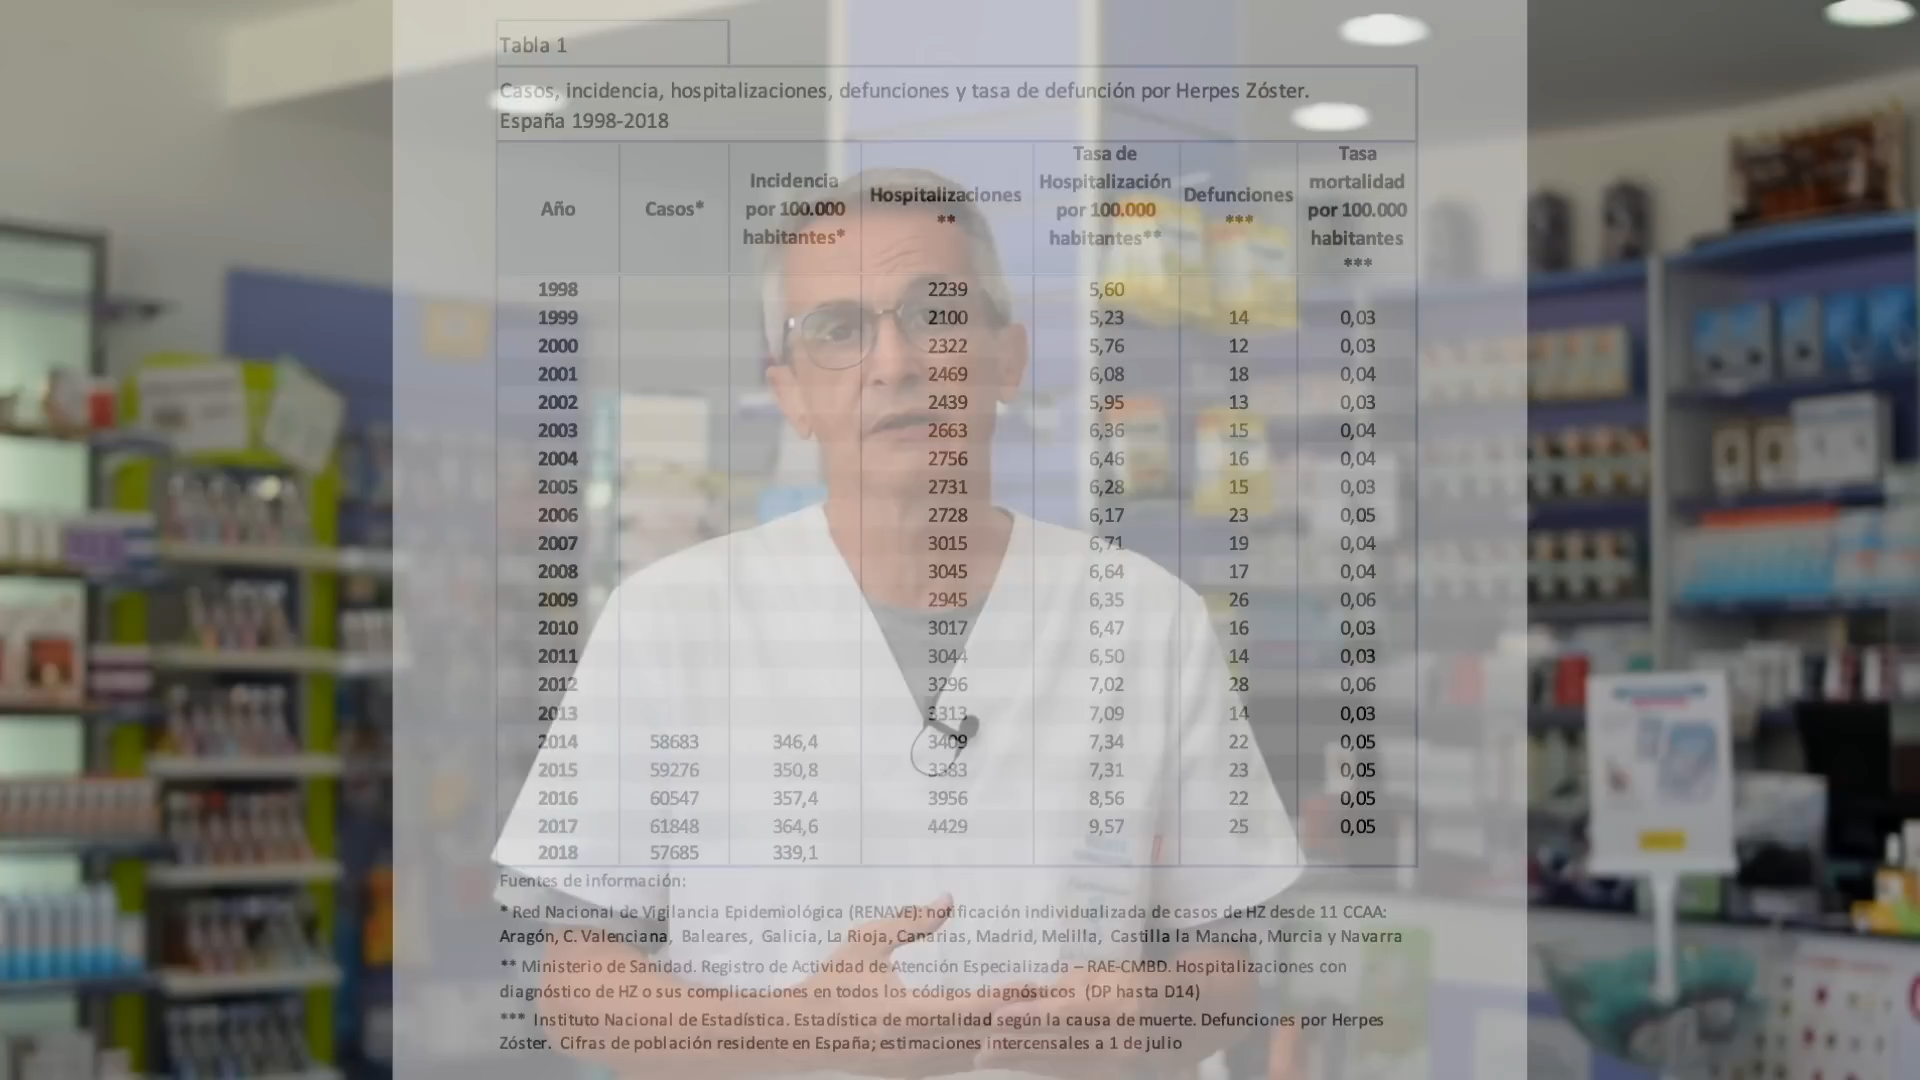 Tabla 1
Casos, incidencia, hospitalizaciones, defunciones y tasa de defunción por Herpes Zóster.
España 1998-2018
Año Casos* Incidencia por 100.000 habitantes* Hospitalizaciones ** Tasa de Hospitalización por 100.000 habitantes** Defunciones *** Tasa mortalidad por 100.000 habitantes ***
1998 2239 5,60
1999 2100 5,23 14 0,03
2000 2322 5,76 12 0,03
2001 2469 6,08 18 0,04
2002 2439 5,95 13 0,03
2003 2663 6,36 15 0,04
2004 2756 6,46 16 0,04
2005 2731 6,28 15 0,03
2006 2728 6,17 23 0,05
2007 3015 6,71 19 0,04
2008 3045 6,64 17 0,04
2009 2945 6,35 26 0,06
2010 3017 6,47 16 0,03
2011 3044 6,50 14 0,03
2012 3296 7,02 28 0,06
2013 3313 7,09 14 0,03
2014 58683 346,4 3409 7,34 22 0,05
2015 59276 350,8 3383 7,31 23 0,05
2016 60547 357,4 3956 8,56 22 0,05
2017 61848 364,6 4429 9,57 25 0,05
2018 57685 339,1
Fuentes de información:
* Red Nacional de Vigilancia Epidemiológica (RENAVE): notificación individualizada de casos de HZ desde 11 CCAA:
Aragón, C. Valenciana, Baleares, Galicia, La Rioja, Canarias, Madrid, Melilla, Castilla la Mancha, Murcia y Navarra
** Ministerio de Sanidad. Registro de Actividad de Atención Especializada – RAE-CMBD. Hospitalizaciones con
diagnóstico de HZ o sus complicaciones en todos los códigos diagnósticos (DP hasta D14)
*** Instituto Nacional de Estadística. Estadística de mortalidad según la causa de muerte. Defunciones por Herpes
Zóster. Cifras de población residente en España; estimaciones intercensales a 1 de julio